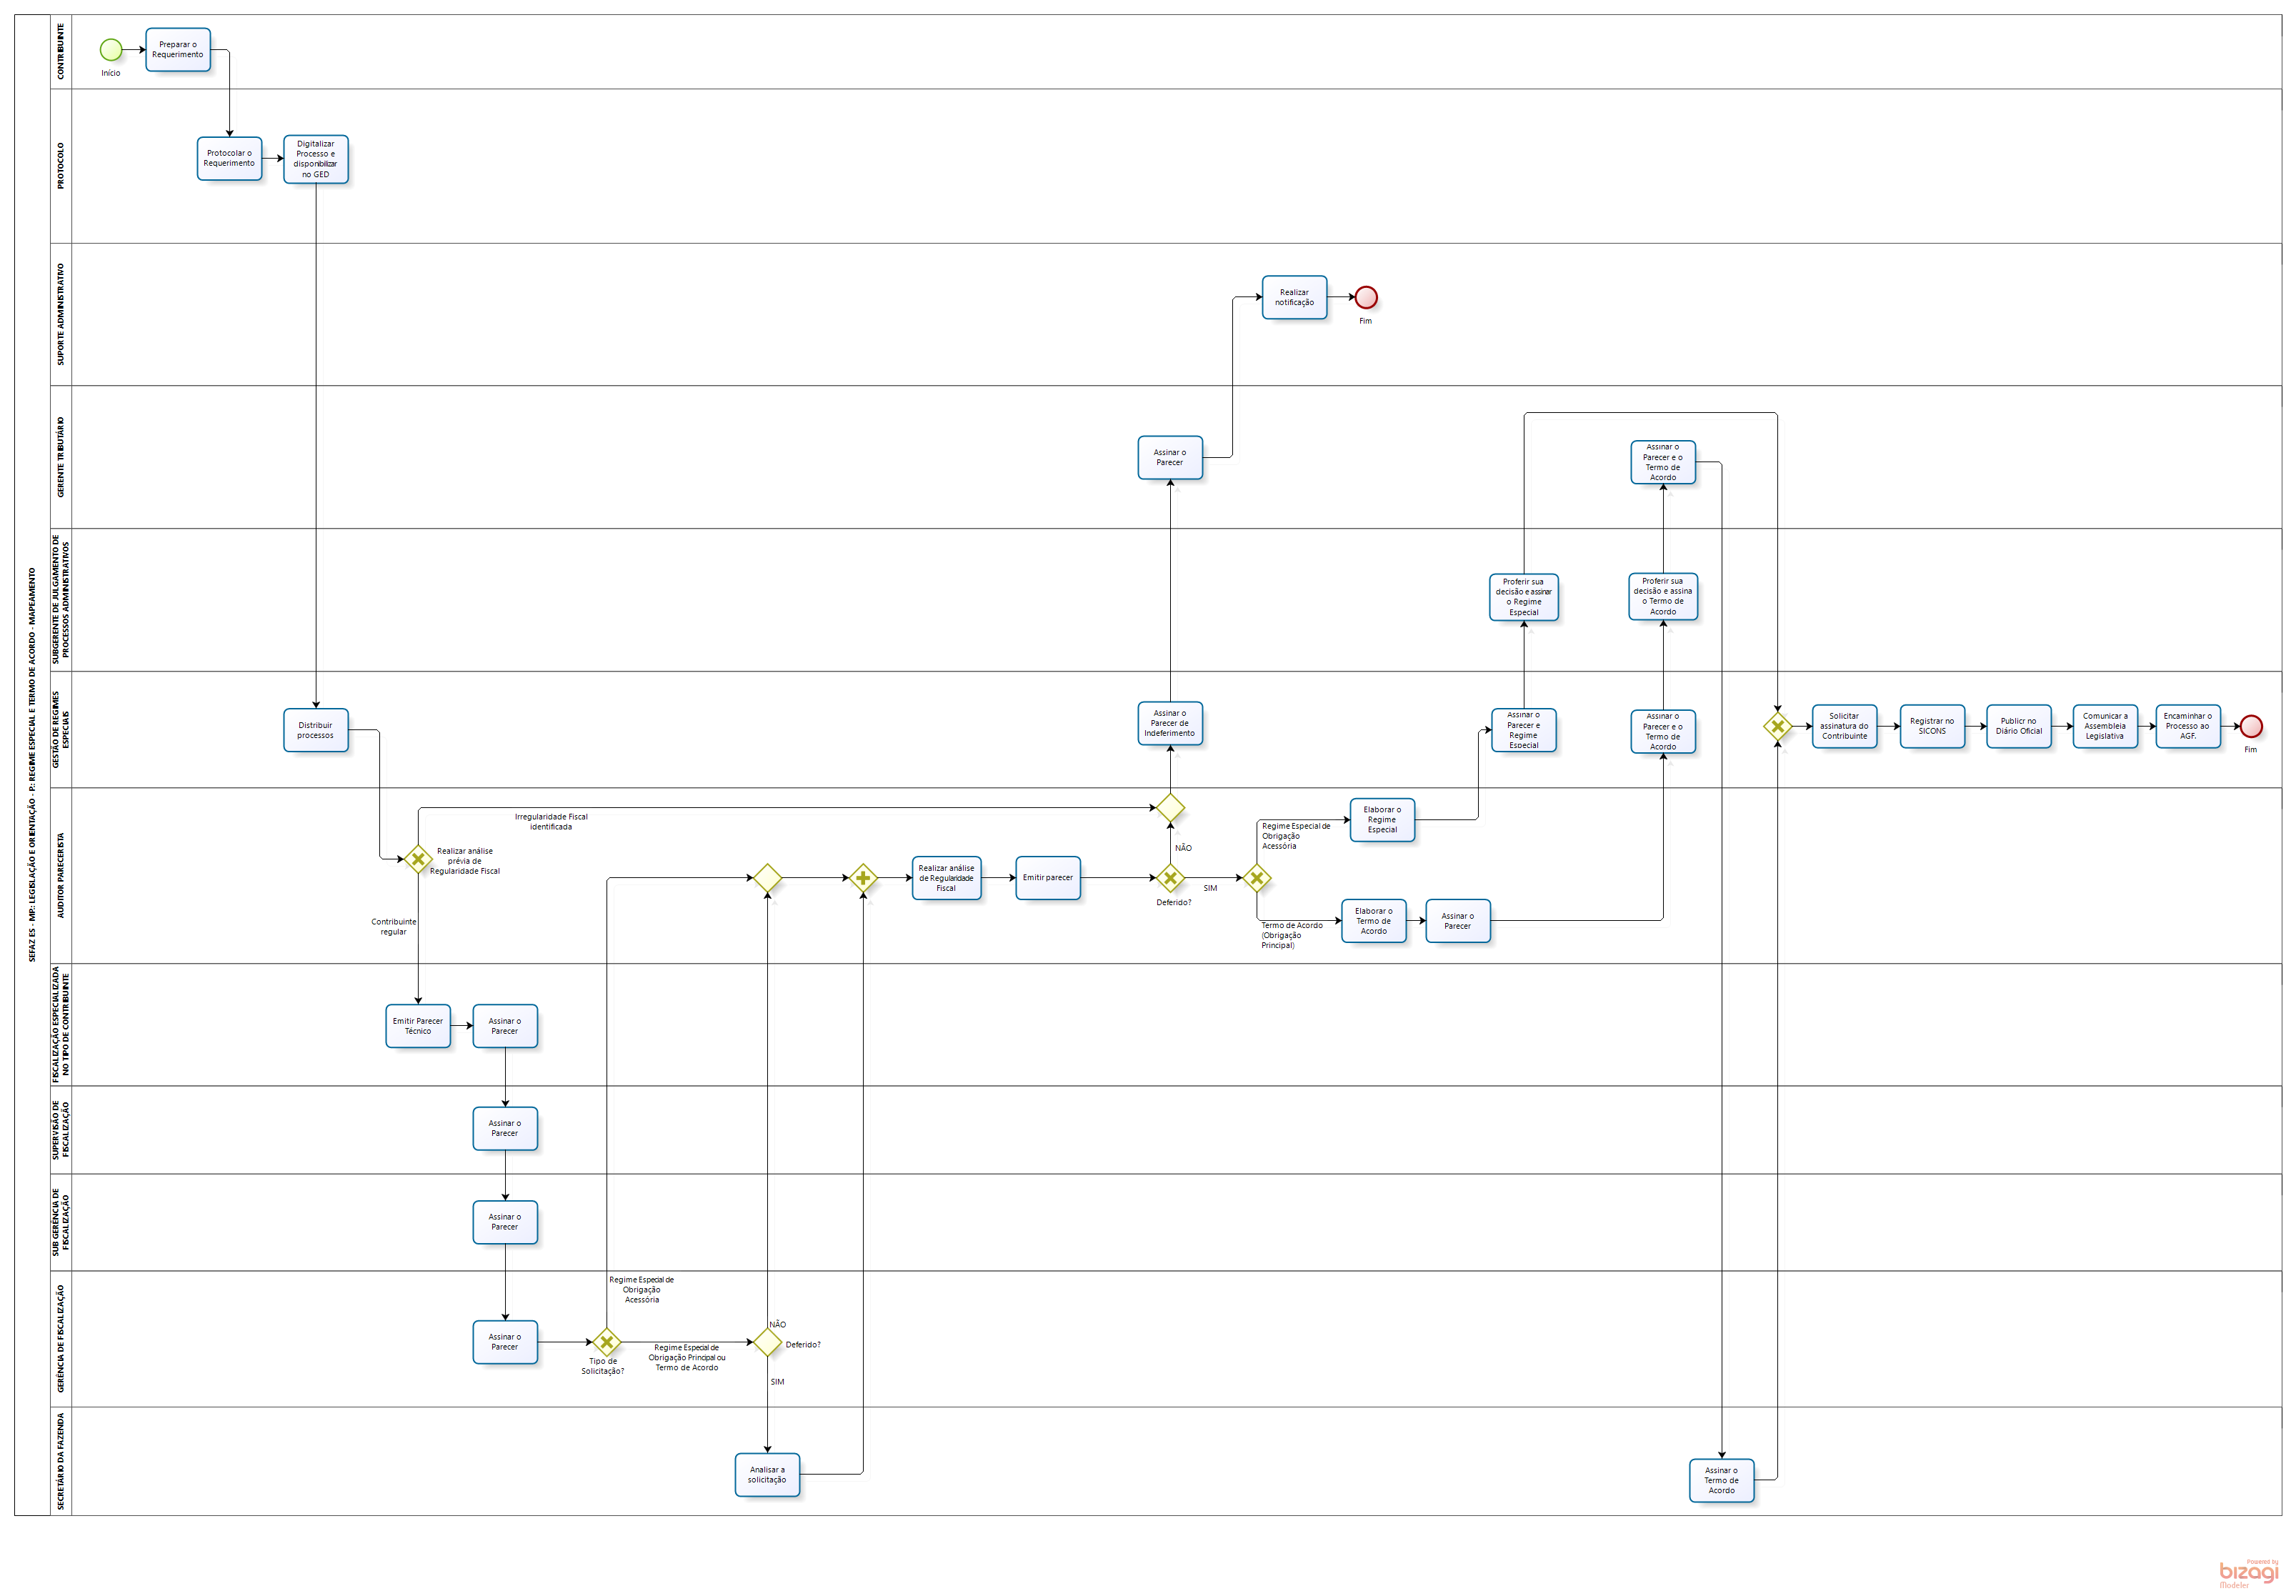 SEFAZ ES - MP.: LEGISLAÇÃO E ORIENTAÇÃO - P.: REGIME ESPECIAL E TERMO DE ACORDO - MAPEAMENTO
CONTRIBUINTE
Início
Preparar o
Requerimento
PROTOCOLO
Protocolar o
Requerimento
Digitalizar
Processo e
disponibilizar
no GED
SUPORTE ADMINISTRATIVO
Realizar
notificação
Fim
GERENTE TRIBUTÁRIO
Assinar o
Parecer
Assinar o
Parecer e o
Termo de
Acordo
SUBGERENTE DE JULGAMENTO DE
PROCESSOS ADMINISTRATIVOS
Proferir sua
decisão e assinar
o Regime
Especial
Proferir sua
decisão e assina
o Termo de
Acordo
GESTÃO DE REGIMES
ESPECIAIS
Distribuir
processos
Assinar o
Parecer de
Indeferimento
Assinar o
Parecer e
Regime
Especial
Assinar o
Parecer e o
Termo de
Acordo
Solicitar
assinatura do
Contribuinte
Registrar no
SICONS
Publicr no
Diário Oficial
Comunicar a
Assembleia
Legislativa
Encaminhar o
Processo ao
AGF.
Fim
AUDITOR PARECERISTA
Irregularidade Fiscal
identificada
Realizar análise
prévia de
Regularidade Fiscal
Contribuinte
regular
Realizar análise
de Regularidade
Fiscal
Emitir parecer
NÃO
Deferido?
SIM
Regime Especial de
Obrigação
Acessória
Elaborar o
Regime
Especial
Termo de Acordo
(Obrigação
Principal)
Elaborar o
Termo de
Acordo
Assinar o
Parecer
FISCALIZAÇÃO ESPECIALIZADA
NO TIPO DE CONTRIBUINTE
Emitir Parecer
Técnico
Assinar o
Parecer
SUPERVISÃO DE
FISCALIZAÇÃO
Assinar o
Parecer
SUB GERÊNCIA DE
FISCALIZAÇÃO
Assinar o
Parecer
GERÊNCIA DE FISCALIZAÇÃO
Assinar o
Parecer
Regime Especial de
Obrigação
Acessória
Tipo de
Solicitação?
Regime Especial de
Obrigação Principal ou
Termo de Acordo
NÃO
Deferido?
SIM
SECRETÁRIO DA FAZENDA
Analisar a
solicitação
Assinar o
Termo de
Acordo
Powered by
bizagi
Modeler